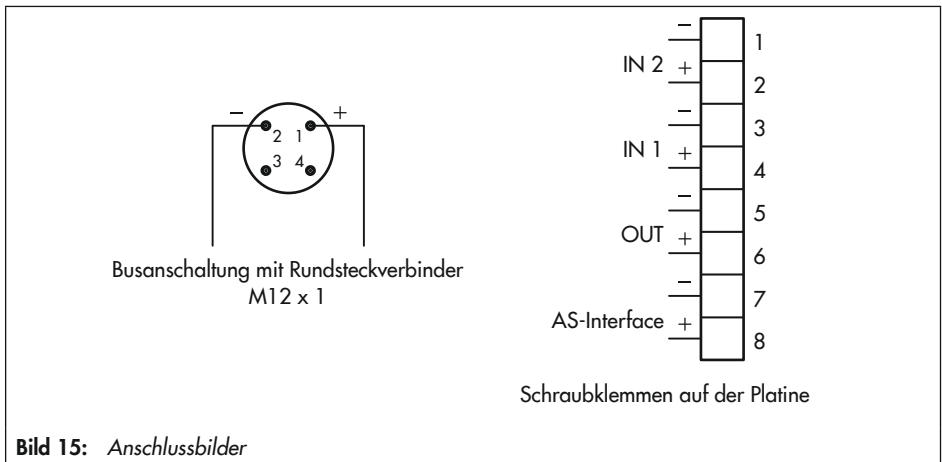 − +
2 1
3 4
Busanschaltung mit Rundsteckverbinder
M12 x 1
− 1
IN 2 + 2
− 3
IN 1 + 4
− 5
OUT + 6
− 7
AS-Interface + 8
Schraubklemmen auf der Platine
Bild 15: Anschlussbilder